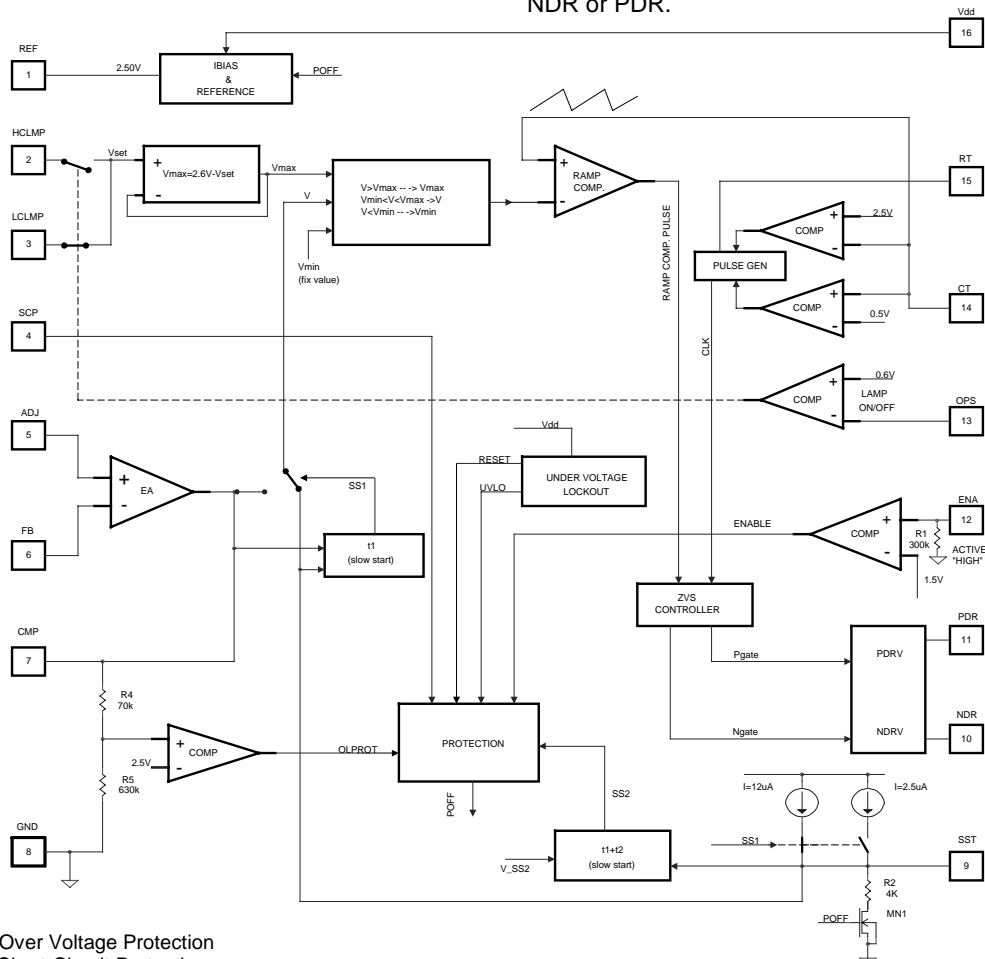 NDR or PDR.
Vdd
16
REF
1
2.50V
IBIAS
&
REFERENCE
POFF
HCLMP
2
Vset
+
Vmax=2.6V-Vset
-
Vmax
V
V>Vmax -- -> Vmax
Vmin<V<Vmax ->V
V<Vmin -- ->Vmin
Vmin
(fix value)
+
RAMP
COMP.
-
RAMP COMP. PULSE
RT
15
2.5V
+
COMP
-
PULSE GEN
LCLMP
3
+
COMP
-
0.5V
CT
14
CLK
SCP
4
0.6V
+
COMP
-
LAMP
ON/OFF
OPS
13
ADJ
5
+
EA
-
FB
6
SS1
t1
(slow start)
Vdd
RESET
UVLO
UNDER VOLTAGE
LOCKOUT
ENABLE
+
COMP
-
ENA
12
R1
300k
ACTIVE
"HIGH"
1.5V
ZVS
CONTROLLER
Pgate
Ngate
PDRV
NDRV
PDR
11
NDR
10
CMP
7
R4
70k
+
COMP
-
2.5V
R5
630k
OLPROT
PROTECTION
POFF
SS2
GND
8
I=12uA
I=2.5uA
SS1
SST
9
t1+t2
(slow start)
V_SS2
R2
4K
MN1
POFF
Over Voltage Protection